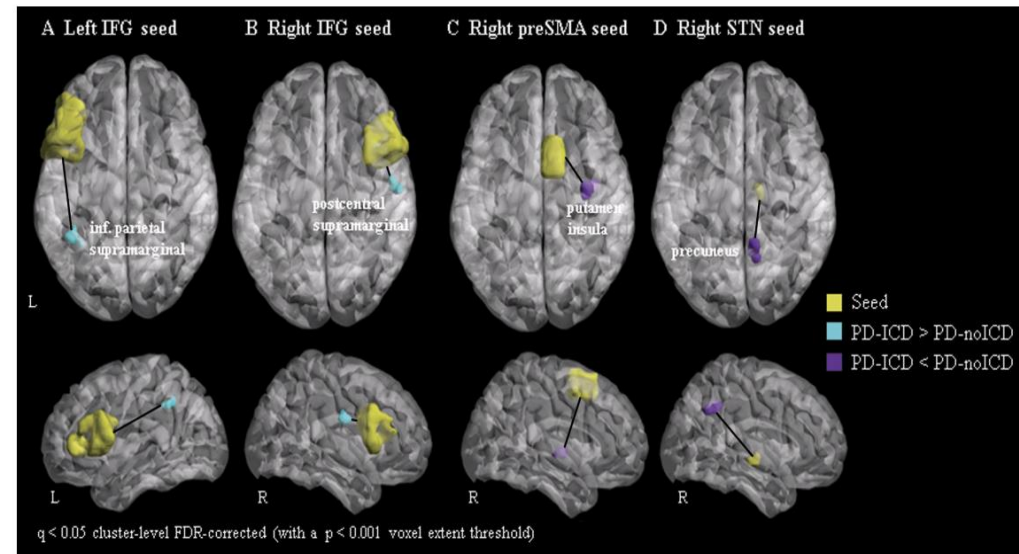 A Left IFG seed
B Right IFG seed
C Right preSMA seed
D Right STN seed
inf. parietal
supramarginal
postcentral
supramarginal
putamen
insula
precuneus
L
Seed
PD-ICD > PD-noICD
PD-ICD < PD-noICD
L
R
R
R
q < 0.05 cluster-level FDR-corrected (with a p < 0.001 voxel extent threshold)